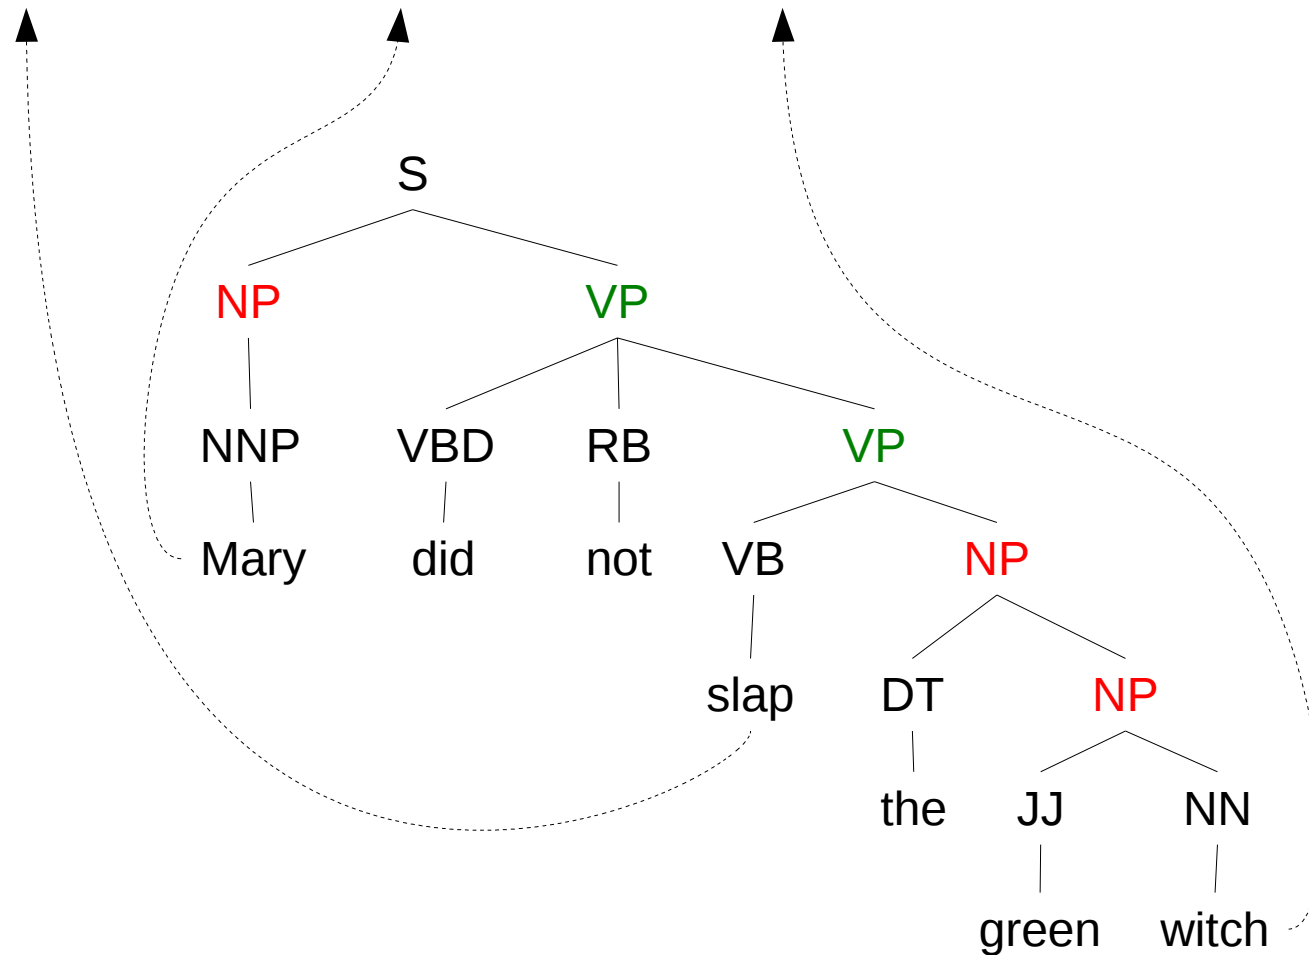 S
NP VP
NNP VBD RB VP
Mary did not VB NP
slap DT NP
the JJ NN
green witch